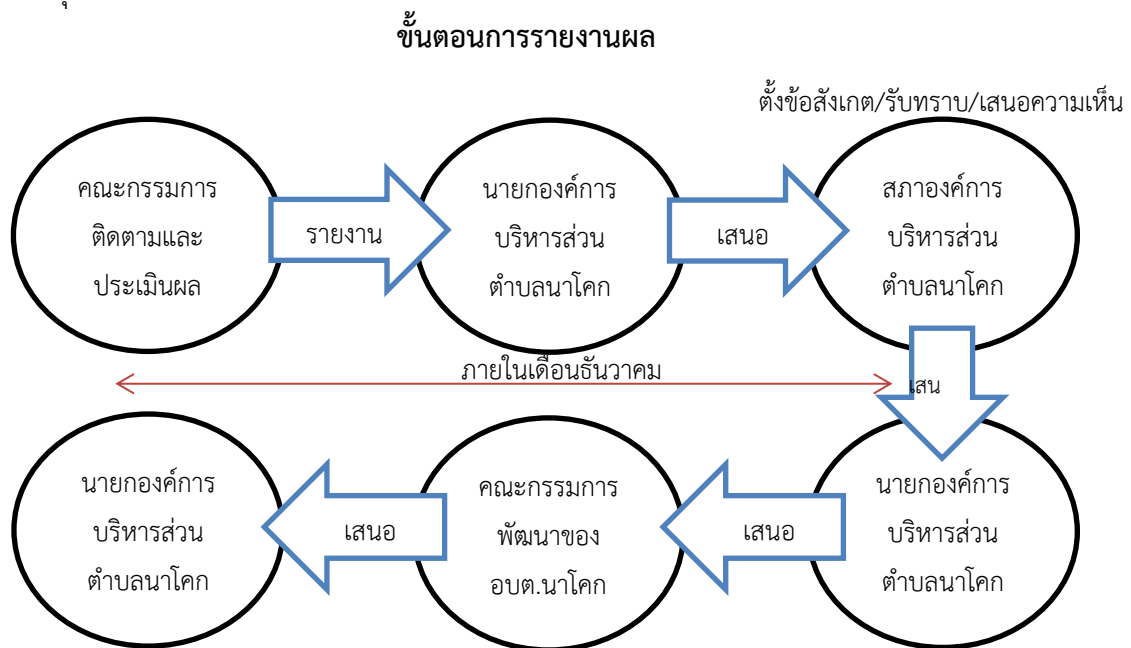 ขั้นตอนการรายงานผล
ตั้งข้อสังเกต/รับทราบ/เสนอความเห็น
คณะกรรมการ
ติดตามและ
ประเมินผล
รายงาน
นายกองค์การ
บริหารส่วน
ตำบลนาโคก
เสนอ
สภาองค์การ
บริหารส่วน
ตำบลนาโคก
ภายในเดือนธันวาคม
เสน
นายกองค์การ
บริหารส่วน
ตำบลนาโคก
เสนอ
คณะกรรมการ
พัฒนาของ
อบต.นาโคก
เสนอ
นายกองค์การ
บริหารส่วน
ตำบลนาโคก